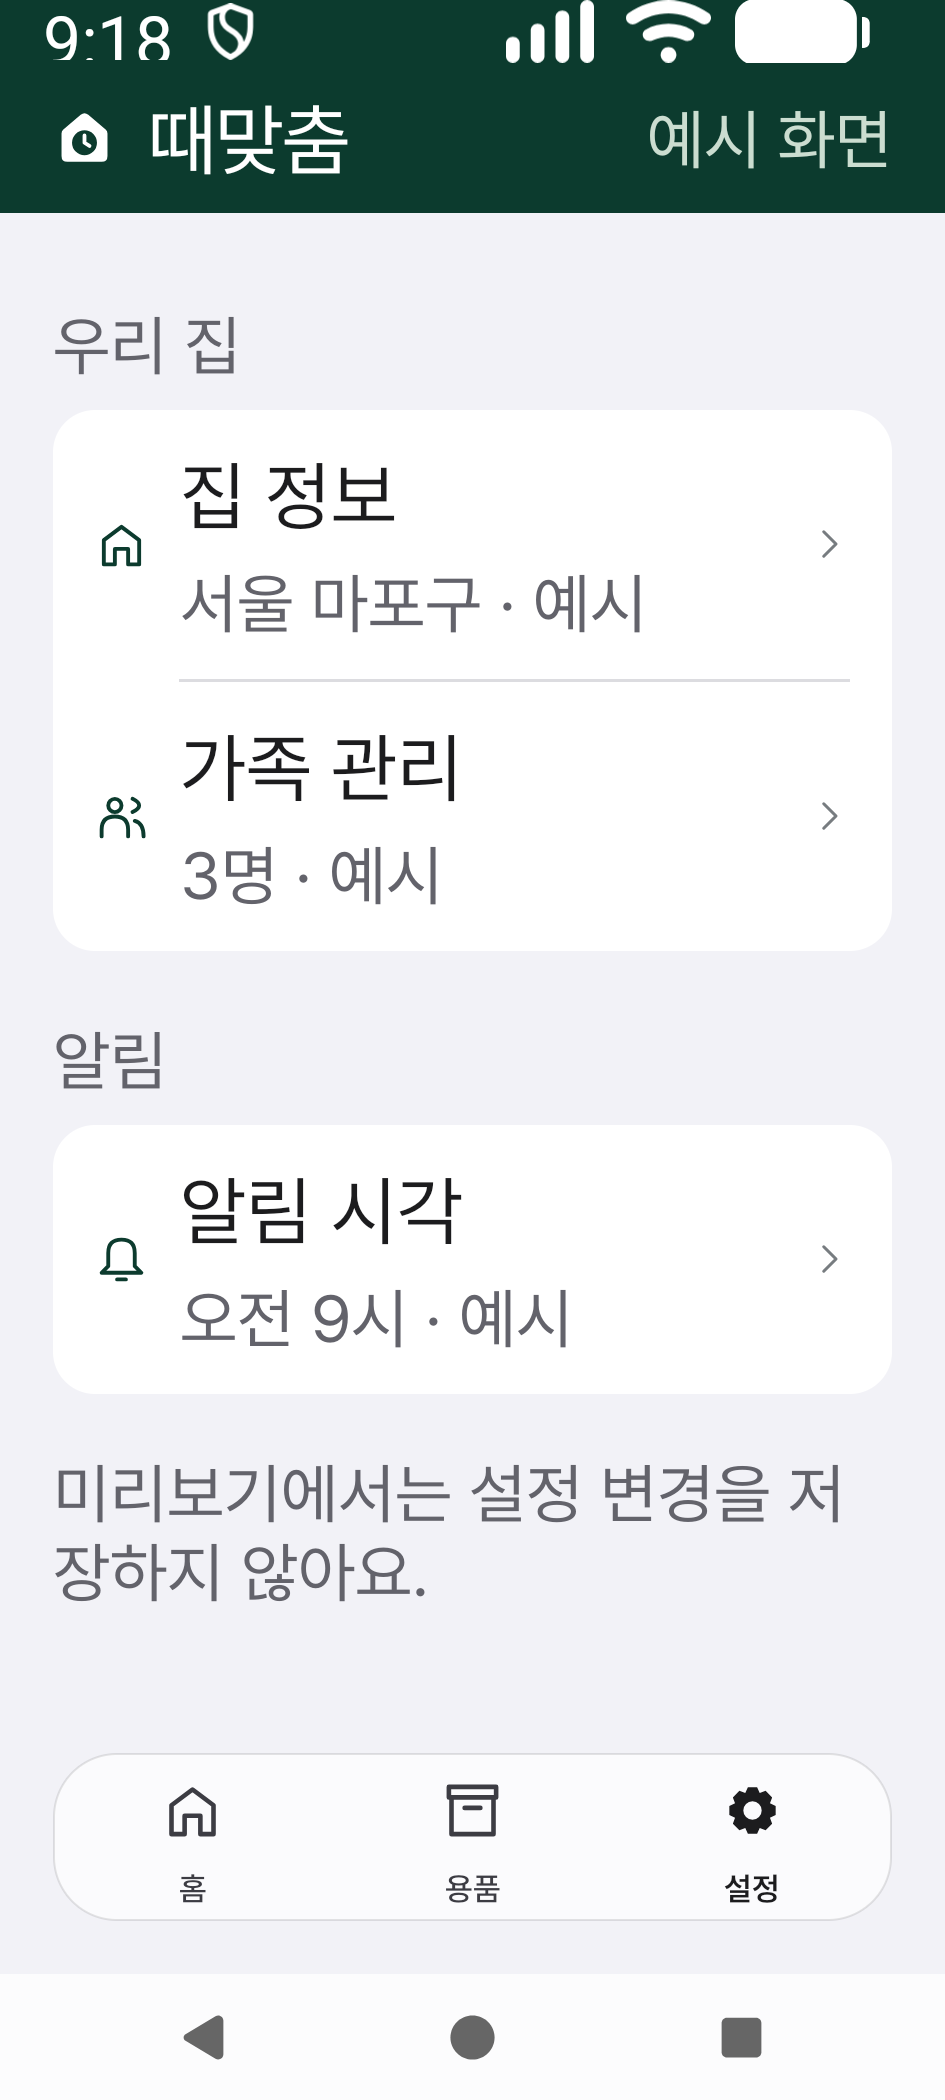 9:18
때맞춤
예시 화면
우리 집
집 정보
서울 마포구 · 예시
가족 관리
3명 · 예시
알림
알림 시각
오전 9시 · 예시
미리보기에서는 설정 변경을 저
장하지 않아요.
홈
용품
설정